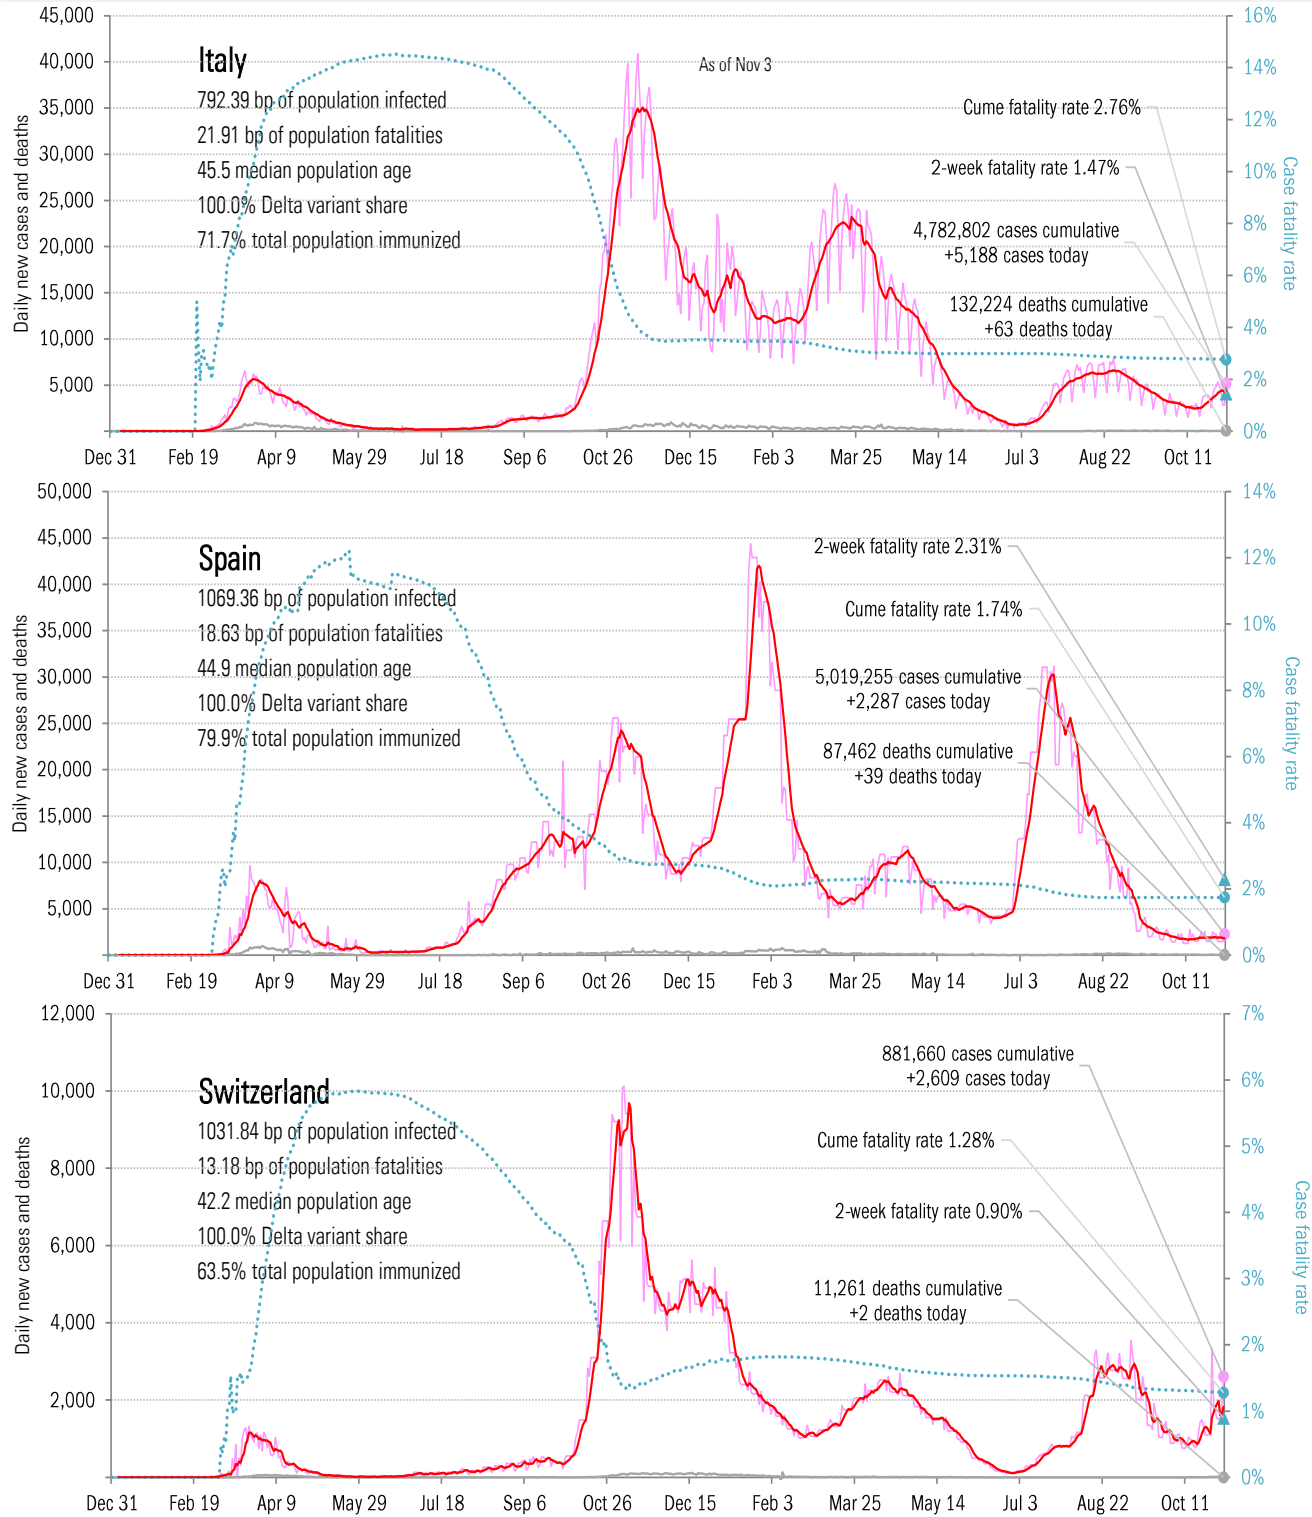 45,000
40,000
35,000
30,000
25,000
20,000
15,000
10,000
5,000
Daily new cases and deaths
Italy
792.39 bp of population infected
21.91 bp of population fatalities
45.5 median population age
100.0% Delta variant share
71.7% total population immunized
As of Nov 3
Cume fatality rate 2.76%
2-week fatality rate 1.47%
4,782,802 cases cumulative
+5,188 cases today
132,224 deaths cumulative
+63 deaths today
16%
14%
12%
10%
8%
6%
4%
2%
0%
Case fatality rate
Dec 31 Feb 19 Apr 9 May 29 Jul 18 Sep 6 Oct 26 Dec 15 Feb 3 Mar 25 May 14 Jul 3 Aug 22 Oct 11
50,000
45,000
40,000
35,000
30,000
25,000
20,000
15,000
10,000
5,000
Daily new cases and deaths
Spain
1069.36 bp of population infected
18.63 bp of population fatalities
44.9 median population age
100.0% Delta variant share
79.9% total population immunized
2-week fatality rate 2.31%
Cume fatality rate 1.74%
5,019,255 cases cumulative
+2,287 cases today
87,462 deaths cumulative
+39 deaths today
14%
12%
10%
8%
6%
4%
2%
0%
Case fatality rate
Dec 31 Feb 19 Apr 9 May 29 Jul 18 Sep 6 Oct 26 Dec 15 Feb 3 Mar 25 May 14 Jul 3 Aug 22 Oct 11
12,000
10,000
8,000
6,000
4,000
2,000
Daily new cases and deaths
Switzerland
1031.84 bp of population infected
13.18 bp of population fatalities
42.2 median population age
100.0% Delta variant share
63.5% total population immunized
881,660 cases cumulative
+2,609 cases today
Cume fatality rate 1.28%
2-week fatality rate 0.90%
11,261 deaths cumulative
+2 deaths today
7%
6%
5%
4%
3%
2%
1%
0%
Case fatality rate
Dec 31 Feb 19 Apr 9 May 29 Jul 18 Sep 6 Oct 26 Dec 15 Feb 3 Mar 25 May 14 Jul 3 Aug 22 Oct 11